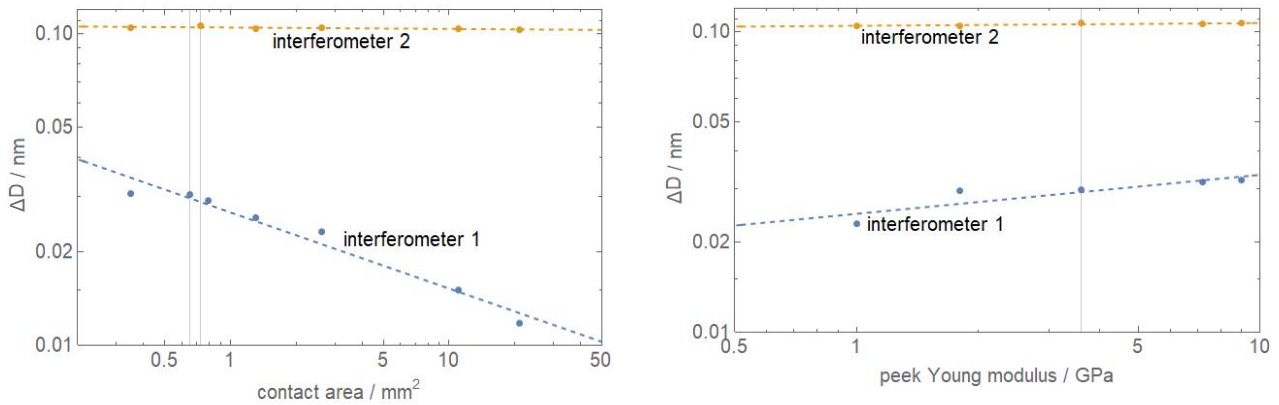 0.10
interferometer 2
0.05
ΔD / nm
0.02
interferometer 1
0.01
0.5 1 5 10 50
contact area / mm²
0.10
interferometer 2
0.05
ΔD / nm
0.02
interferometer 1
0.01
0.5 1 5 10
peek Young modulus / GPa